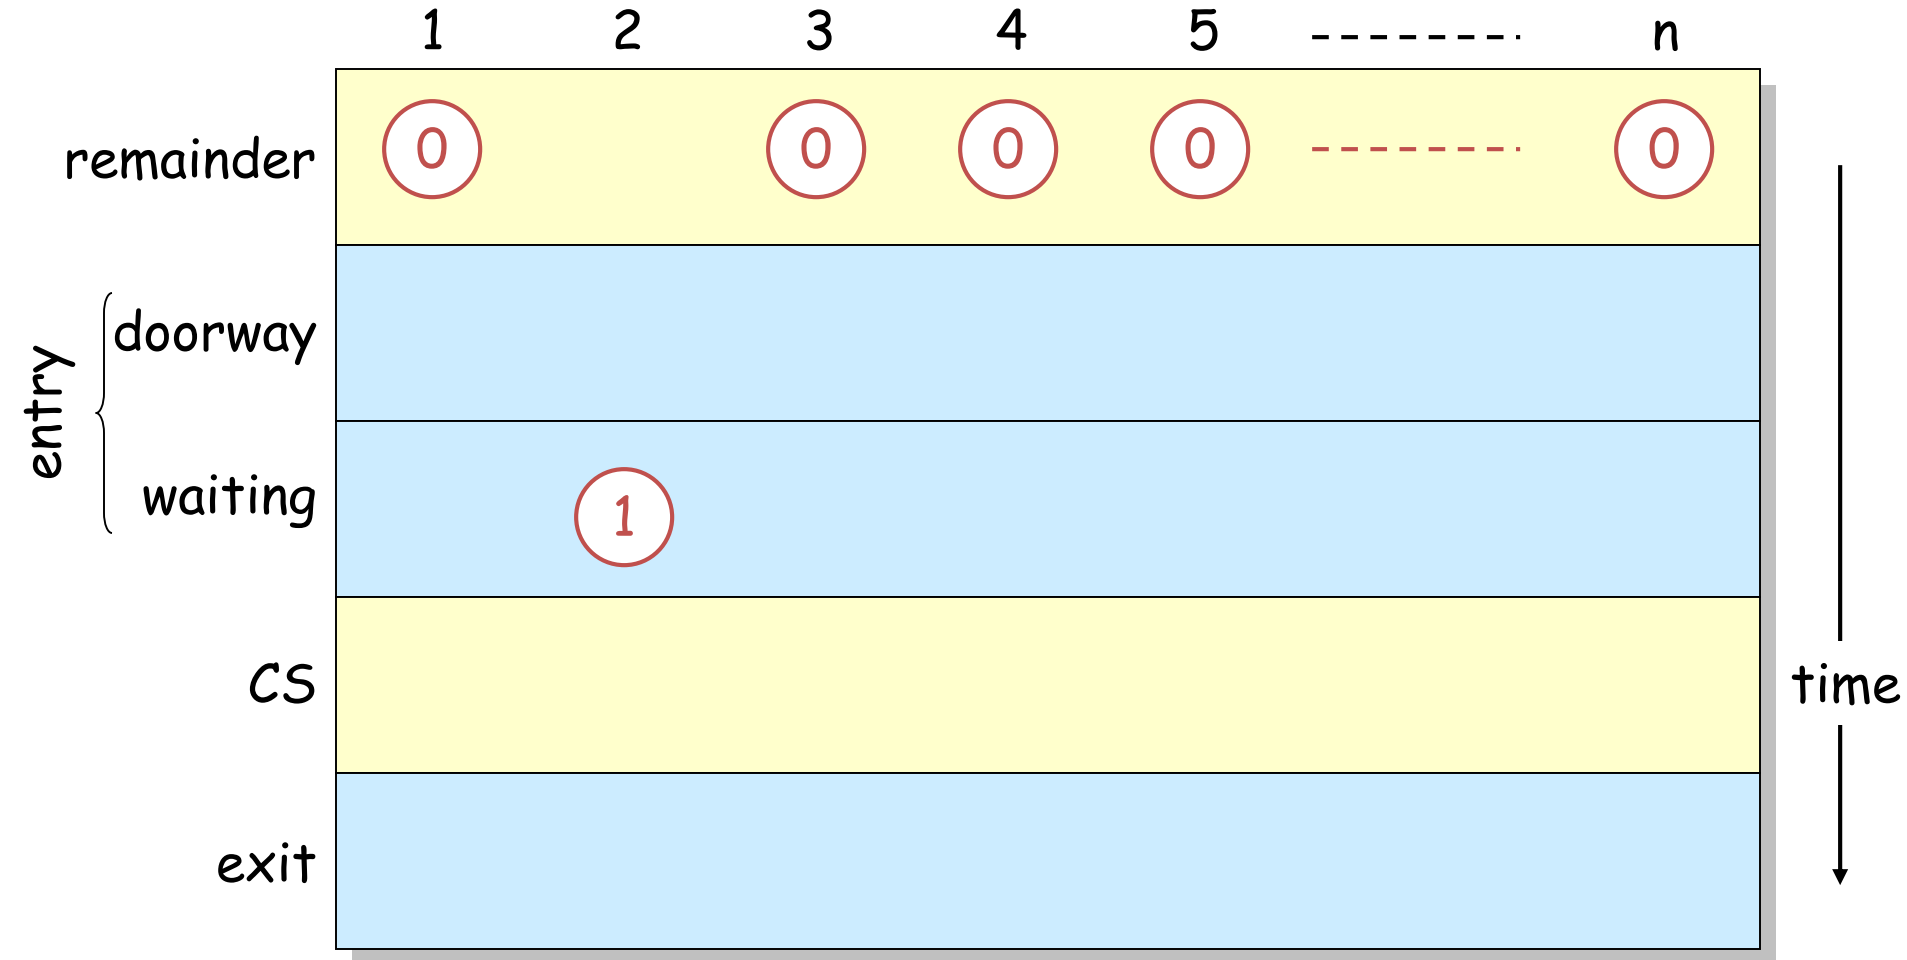 1 2 3 4 5 n
remainder 0 0 0 0 0
entry
doorway
waiting 1
CS
time
exit